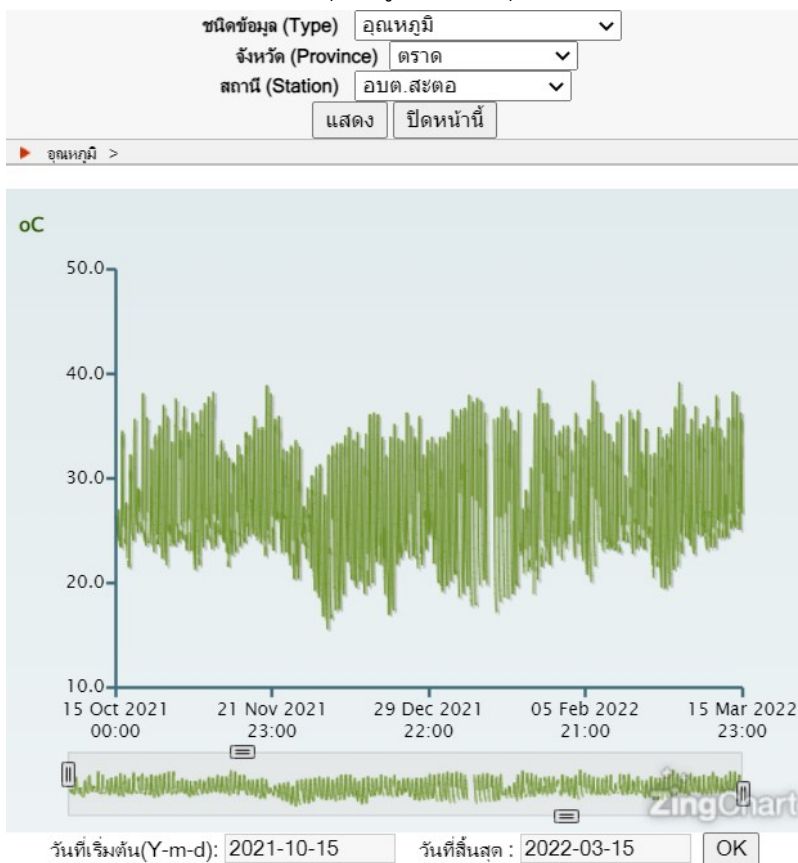 ชนิดข้อมูล (Type) อุณหภูมิ
จังหวัด (Province) ตราด
สถานี (Station) อบต.สะตอ
แสดง ปิดหน้านี้
อุณหภูมิ >
oC
50.0
40.0
30.0
20.0
10.0
15 Oct 2021 21 Nov 2021 29 Dec 2021 05 Feb 2022 15 Mar 2022
00:00 23:00 22:00 21:00 23:00
ZingChart
วันที่เริ่มต้น(Y-m-d): 2021-10-15 วันที่สิ้นสุด : 2022-03-15 OK